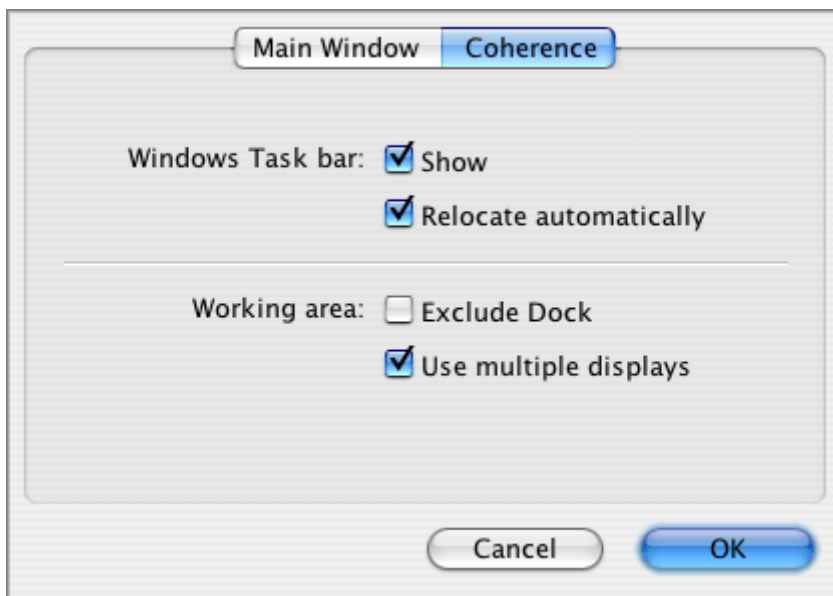 Main Window Coherence
Windows Task bar: Show
Relocate automatically
Working area: Exclude Dock
Use multiple displays
Cancel OK